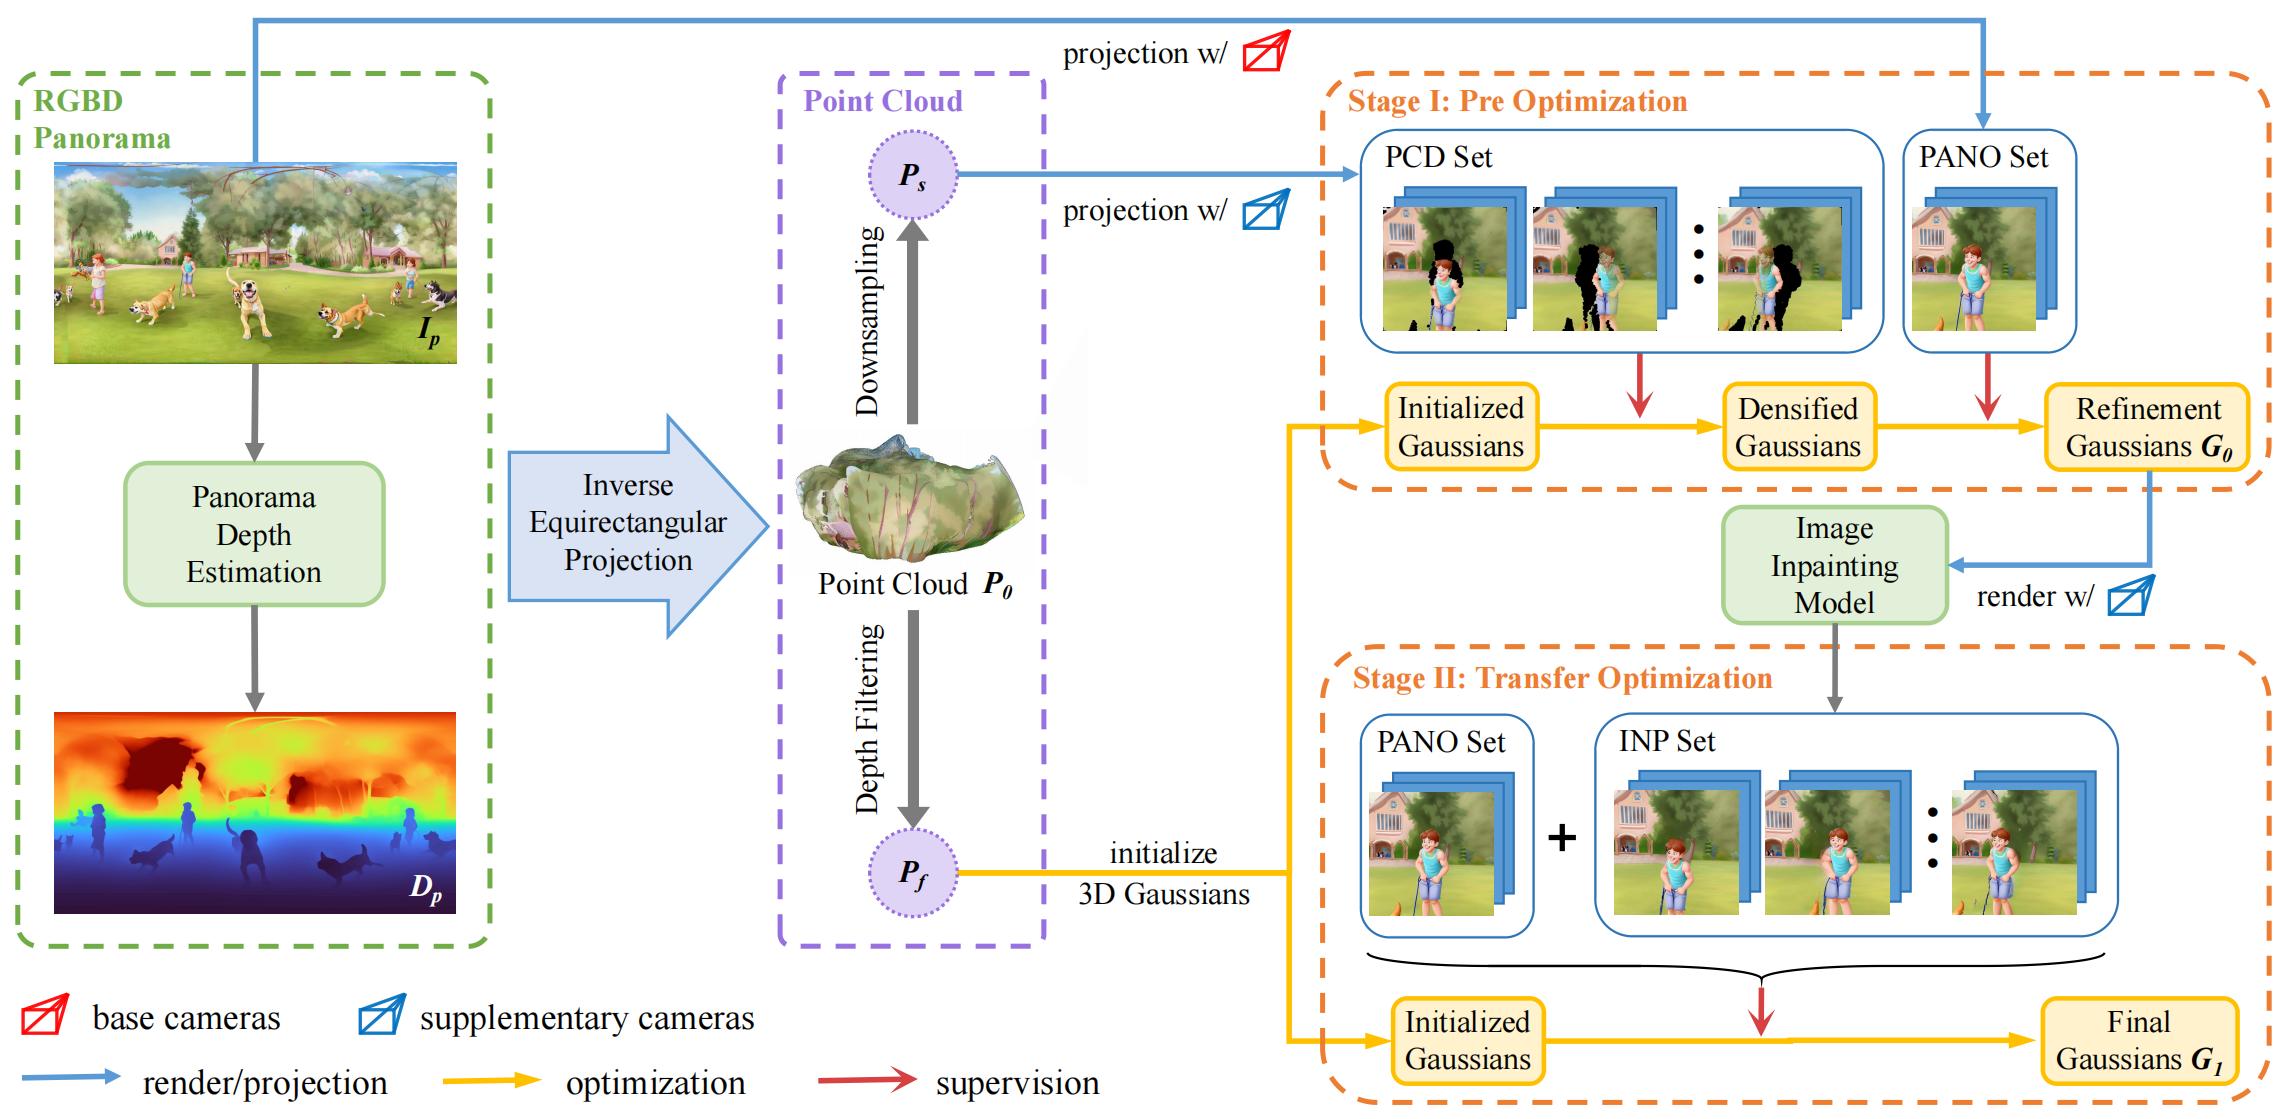 projection w/
RGBD
Panorama
I_p
Panorama
Depth
Estimation
D_p
Inverse
Equirectangular
Projection
Point Cloud
P_s
Downsampling
Point Cloud P_0
Depth Filtering
P_f
projection w/
initialize
3D Gaussians
Stage I: Pre Optimization
PCD Set
PANO Set
Initialized
Gaussians
Densified
Gaussians
Refinement
Gaussians G_0
Image
Inpainting
Model
render w/
Stage II: Transfer Optimization
PANO Set
+
INP Set
Initialized
Gaussians
Final
Gaussians G_1
base cameras
supplementary cameras
render/projection
optimization
supervision